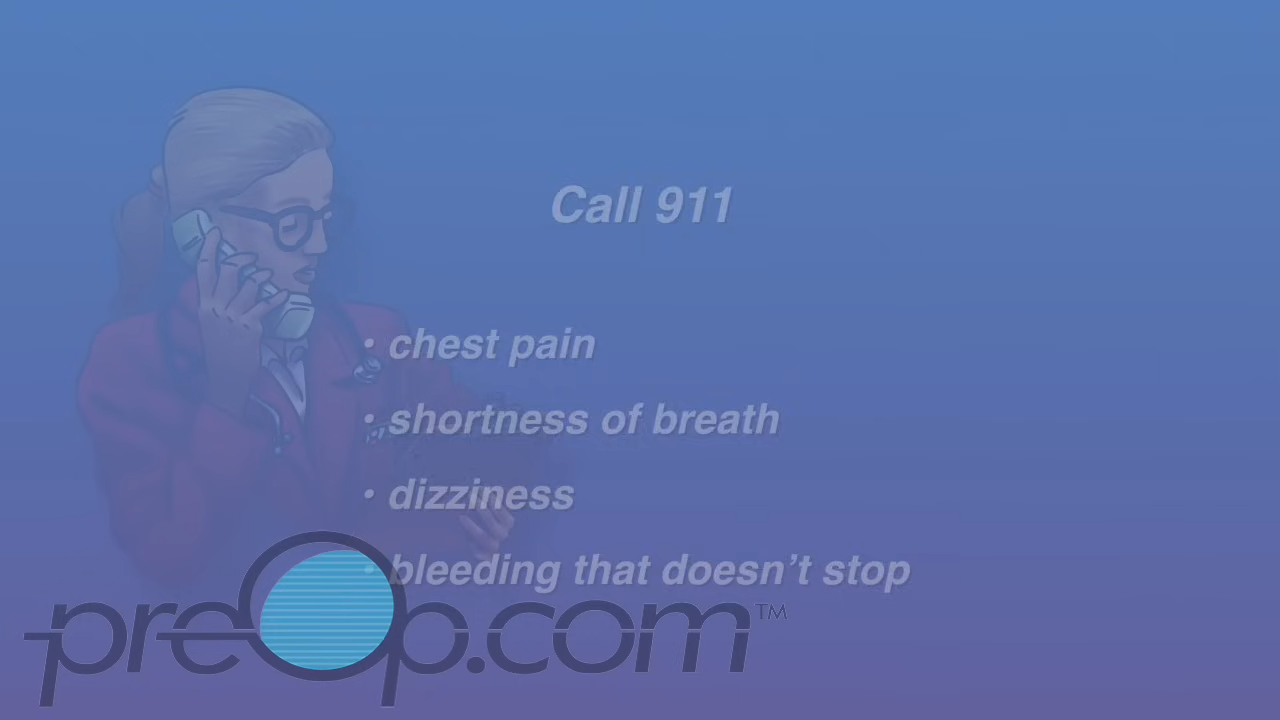 Call 911
• chest pain
• shortness of breath
• dizziness
• bleeding that doesn’t stop
preOp.com™